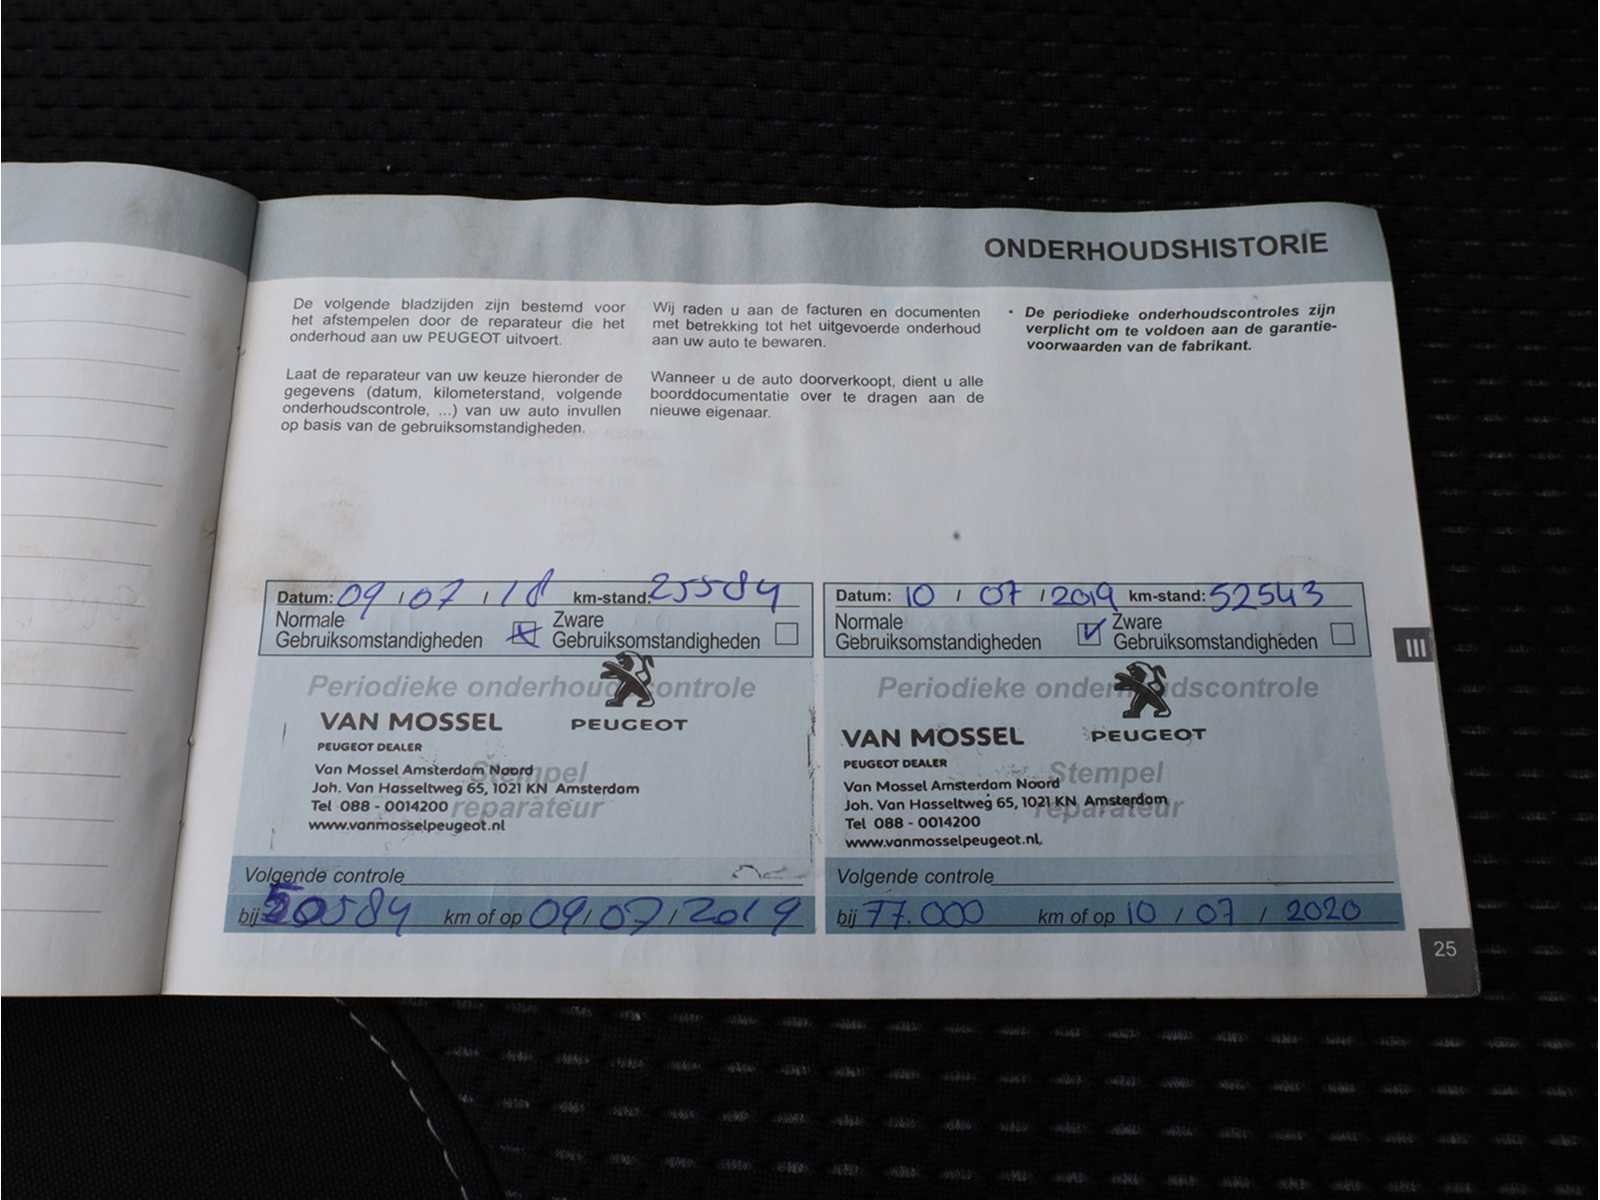 ONDERHOUDSHISTORIE
De volgende bladzijden zijn bestemd voor
het afstempelen door de reparateur die het
onderhoud aan uw PEUGEOT uitvoert.
Laat de reparateur van uw keuze hieronder de
gegevens (datum, kilometerstand, volgende
onderhoudscontrole, ...) van uw auto invullen
op basis van de gebruiksomstandigheden.
Wij raden u aan de facturen en documenten
met betrekking tot het uitgevoerde onderhoud
aan uw auto te bewaren.
Wanneer u de auto doorverkoopt, dient u alle
boorddocumentatie over te dragen aan de
nieuwe eigenaar.
• De periodieke onderhoudscontroles zijn
verplicht om te voldoen aan de garantie-
voorwaarden van de fabrikant.
Datum: 09 / 07 / 18 km-stand: 25584
Normale
Gebruiksomstandigheden
Zware
Gebruiksomstandigheden
Periodieke onderhoudscontrole
PEUGEOT
VAN MOSSEL
PEUGEOT DEALER
Stempel
reparateur
Van Mossel Amsterdam Noord
Joh. Van Hasseltweg 65, 1021 KN Amsterdam
Tel 088 - 0014200
www.vanmosselpeugeot.nl
Volgende controle
bij 50584 km of op 09 / 07 / 2019
Datum: 10 / 07 / 2019 km-stand: 52543
Normale
Gebruiksomstandigheden
Zware
Gebruiksomstandigheden
Periodieke onderhoudscontrole
PEUGEOT
VAN MOSSEL
PEUGEOT DEALER
Stempel
reparateur
Van Mossel Amsterdam Noord
Joh. Van Hasseltweg 65, 1021 KN Amsterdam
Tel 088 - 0014200
www.vanmosselpeugeot.nl
Volgende controle
bij 77.000 km of op 10 / 07 / 2020
III
25